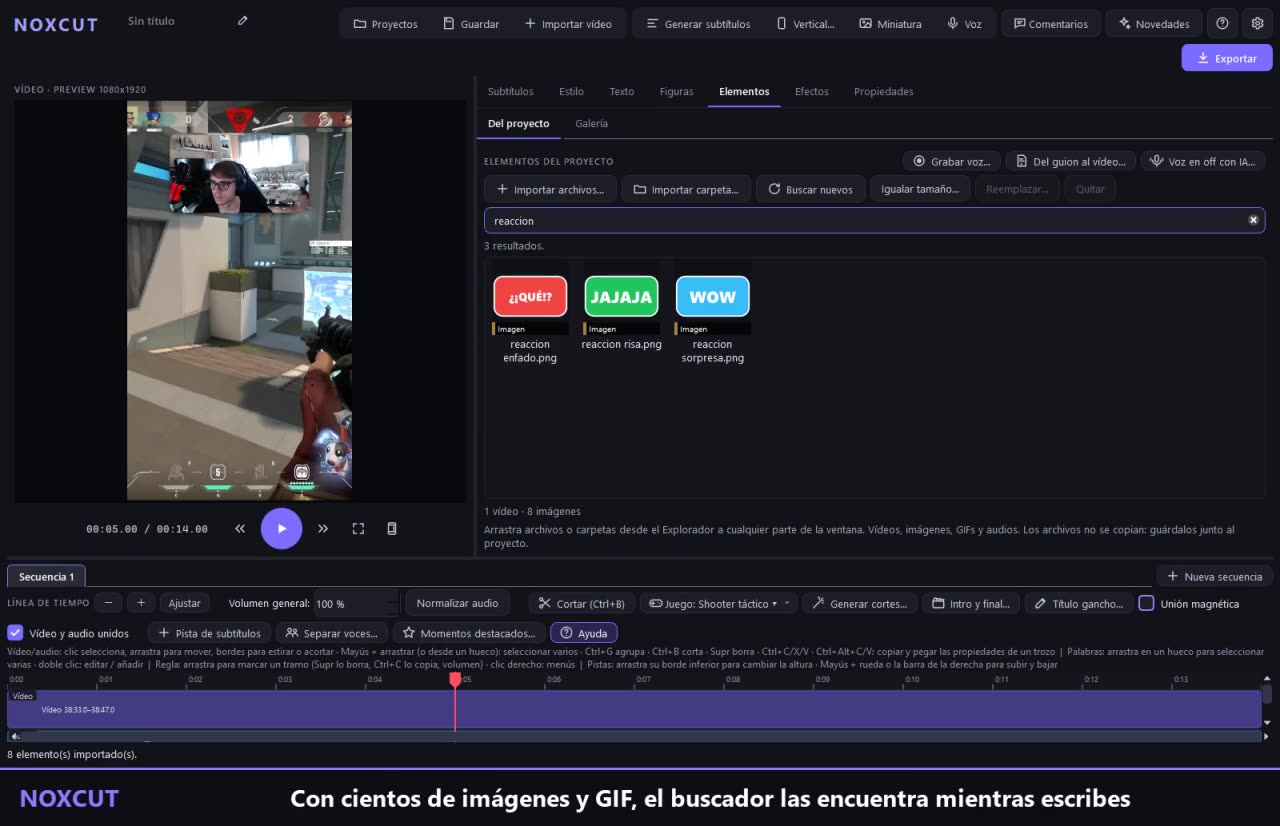 NOXCUT
Sin título
Proyectos
Guardar
Importar vídeo
Generar subtítulos
Vertical...
Miniatura
Voz
Comentarios
Novedades
Exportar
VÍDEO · PREVIEW 1080x1920
Subtítulos
Estilo
Texto
Figuras
Elementos
Efectos
Propiedades
Del proyecto
Galería
ELEMENTOS DEL PROYECTO
Grabar voz...
Del guion al vídeo...
Voz en off con IA...
Importar archivos...
Importar carpeta...
Buscar nuevos
Igualar tamaño...
Reemplazar...
Quitar
reaccion
3 resultados.
¿¡QUÉ!?
JAJAJA
WOW
Imagen
Imagen
Imagen
reaccion enfado.png
reaccion risa.png
reaccion sorpresa.png
0
2
5
1 vídeo · 8 imágenes
Arrastra archivos o carpetas desde el Explorador a cualquier parte de la ventana. Vídeos, imágenes, GIFs y audios. Los archivos no se copian: guárdalos junto al
proyecto.
00:05.00 / 00:14.00
Secuencia 1
Nueva secuencia
LÍNEA DE TIEMPO
Ajustar
Volumen general:
100 %
Normalizar audio
Cortar (Ctrl+B)
Juego: Shooter táctico
Generar cortes...
Intro y final...
Título gancho...
Unión magnética
Vídeo y audio unidos
Pista de subtítulos
Separar voces...
Momentos destacados...
Ayuda
Vídeo/audio: clic selecciona, arrastra para mover, bordes para estirar o acortar · Mayús + arrastrar (o desde un hueco): seleccionar varios · Ctrl+G agrupa · Ctrl+B corta · Supr borra · Ctrl+C/X/V · Ctrl+Alt+C/V: copiar y pegar las propiedades de un trozo | Palabras: arrastra en un hueco para seleccionar
varias · doble clic: editar / añadir | Regla: arrastra para marcar un tramo (Supr lo borra, Ctrl+C lo copia, volumen) · clic derecho: menús | Pistas: arrastra su borde inferior para cambiar la altura · Mayús + rueda o la barra de la derecha para subir y bajar
0:00
0:01
0:02
0:03
0:04
0:05
0:06
0:07
0:08
0:09
0:10
0:11
0:12
0:13
Vídeo
Vídeo 38:33.0–38:47.0
8 elemento(s) importado(s).
NOXCUT
Con cientos de imágenes y GIF, el buscador las encuentra mientras escribes